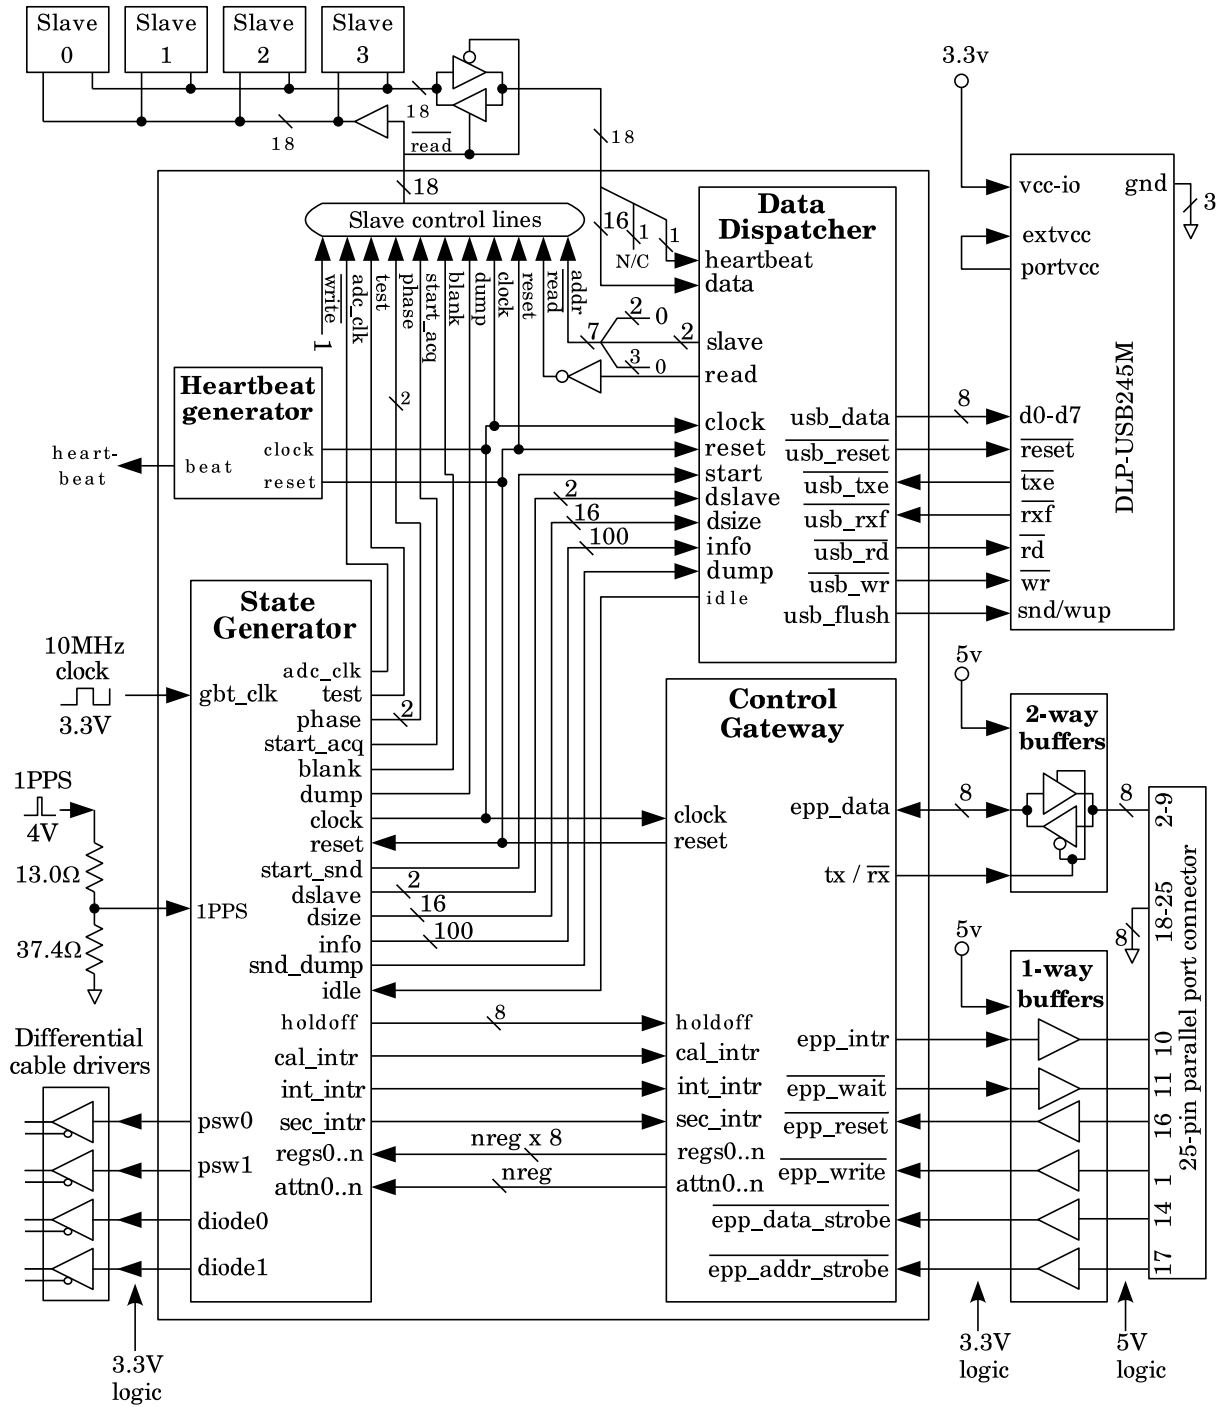 Slave
0
Slave
1
Slave
2
Slave
3
18
18
read
18
18
Slave control lines
write
1
adc_clk
test
phase
start_acq
blank
dump
clock
reset
read
addr
2
16
1
1
N/C
2
0
7
3
0
2
Data
Dispatcher
heartbeat
data
slave
read
clock
reset
start
dslave
dsize
info
dump
idle
usb_data
usb_reset
usb_txe
usb_rxf
usb_rd
usb_wr
usb_flush
2
16
100
8
3.3v
vcc-io
gnd
3
extvcc
portvcc
DLP-USB245M
d0-d7
reset
txe
rxf
rd
wr
snd/wup
Heartbeat
generator
clock
beat
reset
heart-
beat
State
Generator
10MHz
clock
3.3V
gbt_clk
1PPS
4V
13.0Ω
37.4Ω
1PPS
adc_clk
test
phase
2
start_acq
blank
dump
clock
reset
start_snd
dslave
2
dsize
16
info
100
snd_dump
idle
holdoff
8
cal_intr
int_intr
sec_intr
regs0..n
nreg x 8
attn0..n
nreg
Differential
cable drivers
psw0
psw1
diode0
diode1
3.3V
logic
Control
Gateway
clock
reset
epp_data
8
tx / rx
holdoff
cal_intr
int_intr
sec_intr
regs0..n
attn0..n
epp_intr
epp_wait
epp_reset
epp_write
epp_data_strobe
epp_addr_strobe
5v
2-way
buffers
8
5v
1-way
buffers
8
2-9
18-25
10
11
16
1
14
17
25-pin parallel port connector
3.3V
logic
5V
logic